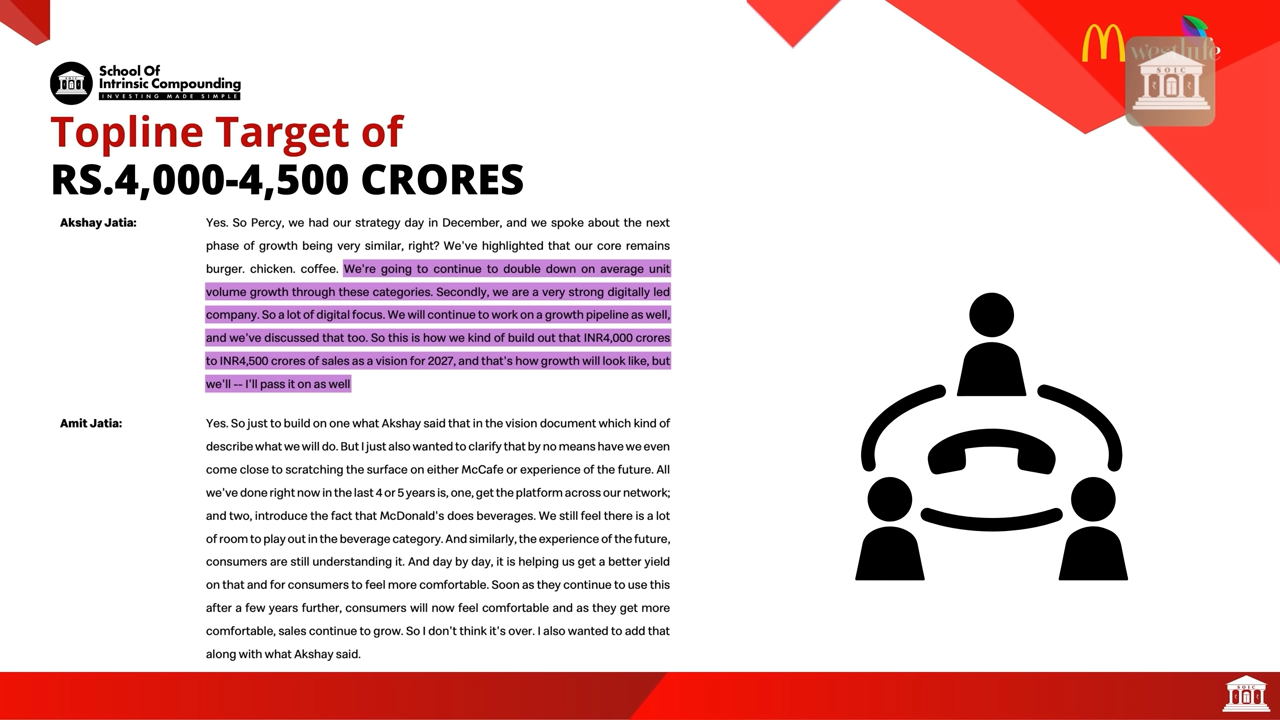 westlife
SOIC
School Of
Intrinsic Compounding
INVESTING MADE SIMPLE
Topline Target of
RS.4,000-4,500 CRORES
Akshay Jatia: Yes. So Percy, we had our strategy day in December, and we spoke about the next
phase of growth being very similar, right? We've highlighted that our core remains
burger. chicken. coffee. We're going to continue to double down on average unit
volume growth through these categories. Secondly, we are a very strong digitally led
company. So a lot of digital focus. We will continue to work on a growth pipeline as well,
and we've discussed that too. So this is how we kind of build out that INR4,000 crores
to INR4,500 crores of sales as a vision for 2027, and that's how growth will look like, but
we'll -- I'll pass it on as well
Amit Jatia: Yes. So just to build on one what Akshay said that in the vision document which kind of
describe what we will do. But I just also wanted to clarify that by no means have we even
come close to scratching the surface on either McCafe or experience of the future. All
we've done right now in the last 4 or 5 years is, one, get the platform across our network;
and two, introduce the fact that McDonald's does beverages. We still feel there is a lot
of room to play out in the beverage category. And similarly, the experience of the future,
consumers are still understanding it. And day by day, it is helping us get a better yield
on that and for consumers to feel more comfortable. Soon as they continue to use this
after a few years further, consumers will now feel comfortable and as they get more
comfortable, sales continue to grow. So I don't think it's over. I also wanted to add that
along with what Akshay said.
SOIC